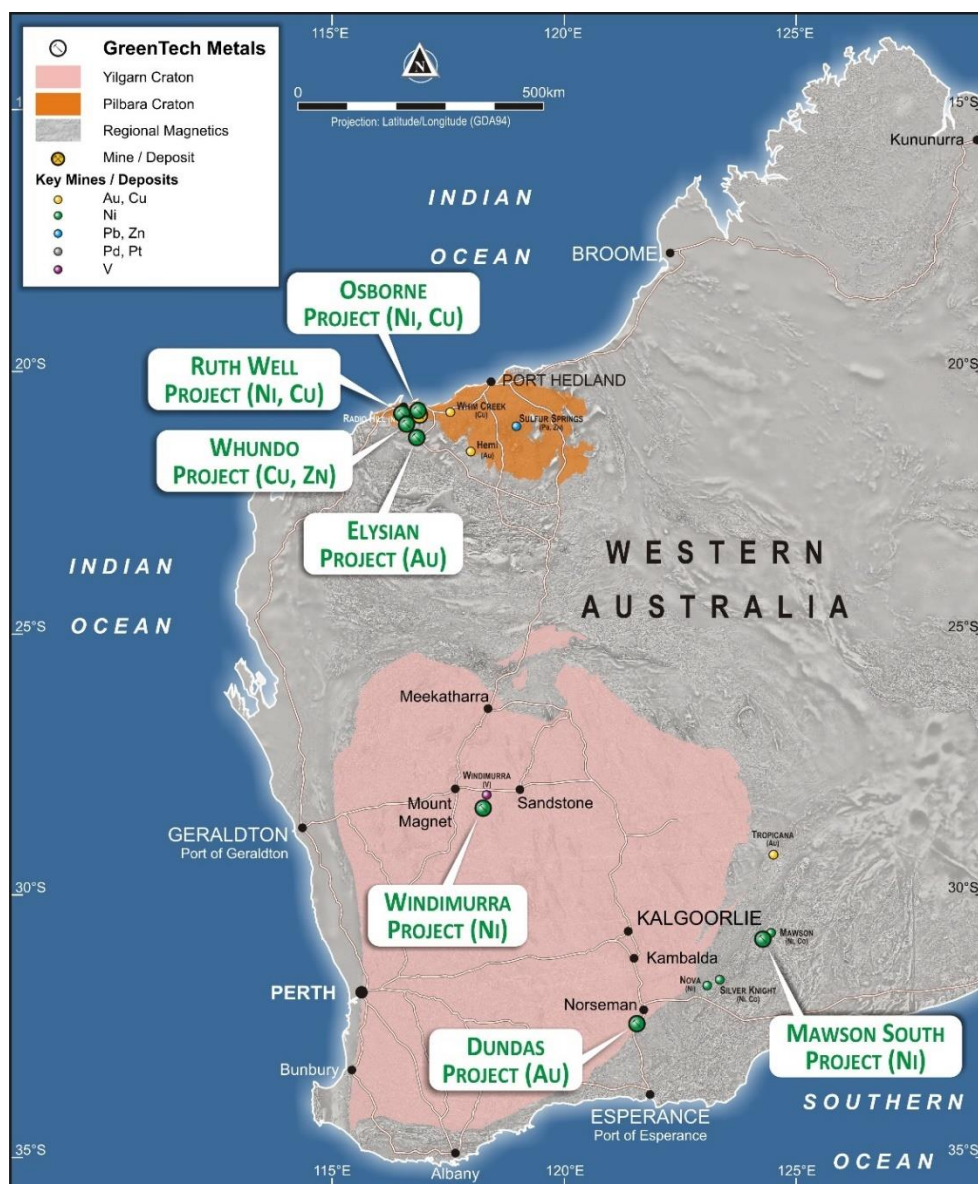 GreenTech Metals
Yilgarn Craton
Pilbara Craton
Regional Magnetics
Mine / Deposit
Key Mines / Deposits
Au, Cu
Ni
Pb, Zn
Pd, Pt
V
115°E
120°E
125°E
N
0
500km
Projection: Latitude/Longitude (GDA94)
15°S
Kununurra
INDIAN
OCEAN
BROOME
OSBORNE
PROJECT (NI, CU)
20°S
20°S
RUTH WELL
PROJECT (NI, CU)
PORT HEDLAND
RADIO HILL
WHIM CREEK
(Cu)
SULFUR SPRINGS
(Pb, Zn)
WHUNDO
PROJECT (CU, ZN)
HEMI
(Au)
ELYSIAN
PROJECT (AU)
WESTERN
AUSTRALIA
INDIAN
OCEAN
25°S
25°S
Meekatharra
WINDIMURRA
(V)
Mount
Magnet
Sandstone
GERALDTON
Port of Geraldton
TROPICANA
(Au)
30°S
30°S
WINDIMURRA
PROJECT (NI)
KALGOORLIE
Kambalda
MAWSON
(Ni, Co)
NOVA
(Ni)
SILVER KNIGHT
(Ni, Co)
PERTH
Norseman
DUNDAS
PROJECT (AU)
MAWSON SOUTH
PROJECT (NI)
Bunbury
ESPERANCE
Port of Esperance
SOUTHERN
OCEAN
35°S
35°S
Albany
115°E
120°E
125°E